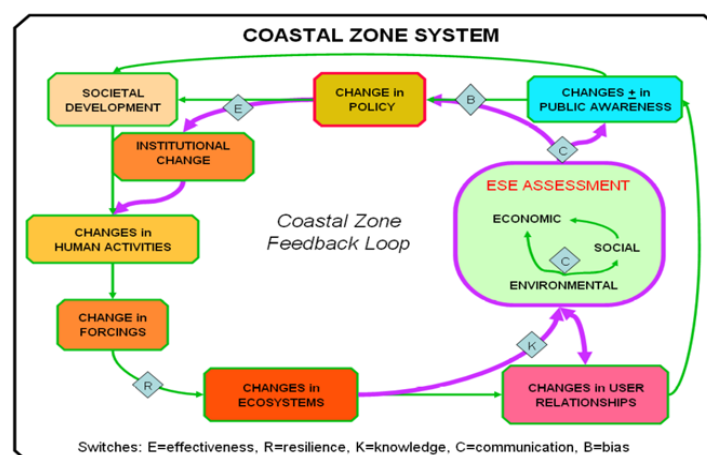 COASTAL ZONE SYSTEM
SOCIETAL
DEVELOPMENT
E
CHANGE in
POLICY
B
CHANGES ± in
PUBLIC AWARENESS
INSTITUTIONAL
CHANGE
C
ESE ASSESSMENT
ECONOMIC
SOCIAL
C
ENVIRONMENTAL
Coastal Zone
Feedback Loop
CHANGES in
HUMAN ACTIVITIES
CHANGE in
FORCINGS
R
K
CHANGES in
ECOSYSTEMS
CHANGES in USER
RELATIONSHIPS
Switches: E=effectiveness, R=resilience, K=knowledge, C=communication, B=bias